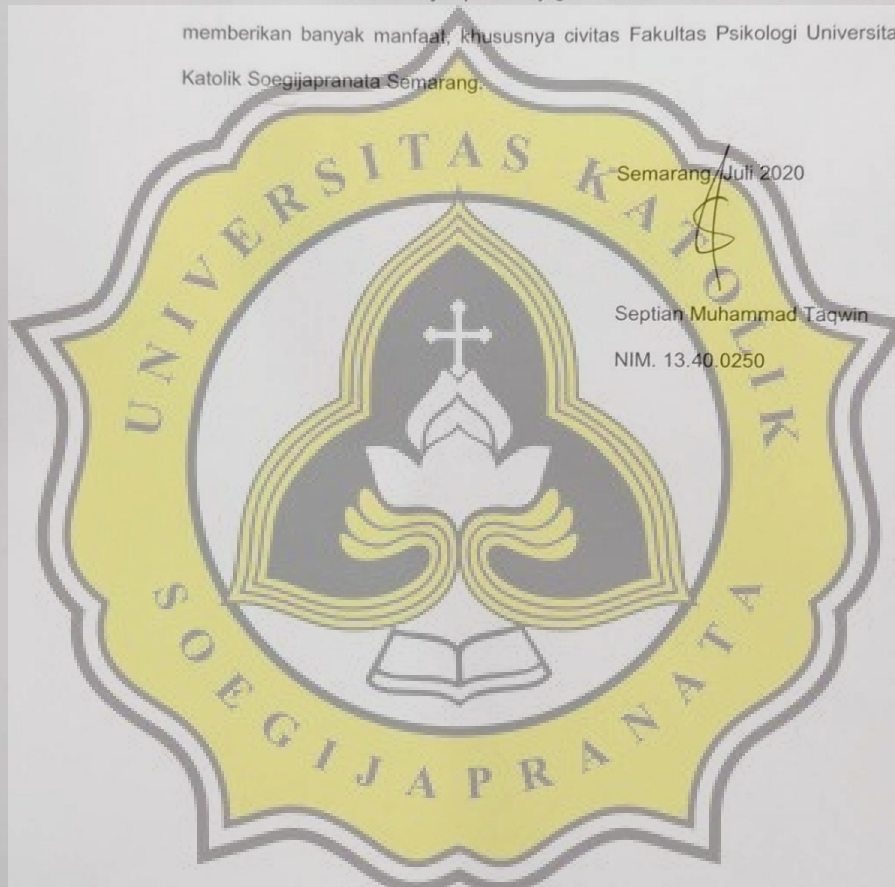 memberikan banyak manfaat, khususnya civitas Fakultas Psikologi Universita
Katolik Soegijapranata Semarang.
Semarang, Juli 2020
Septian Muhammad Taqwin
NIM. 13.40.0250
UNIVERSITAS KATOLIK
SOEGIJAPRANATA